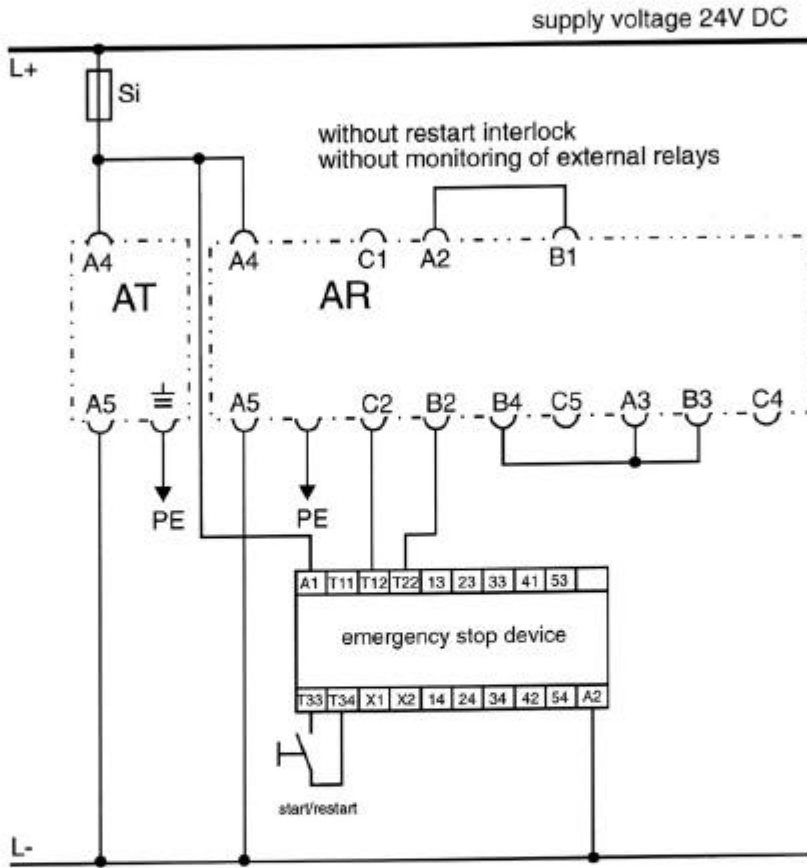 supply voltage 24V DC
L+
Si
without restart interlock
without monitoring of external relays
A4
A4
C1
A2
B1
AT
AR
A5
A5
C2
B2
B4
C5
A3
B3
C4
PE
PE
A1 T11 T12 T22 13 23 33 41 53
emergency stop device
T33 T34 X1 X2 14 24 34 42 54 A2
start/restart
L-